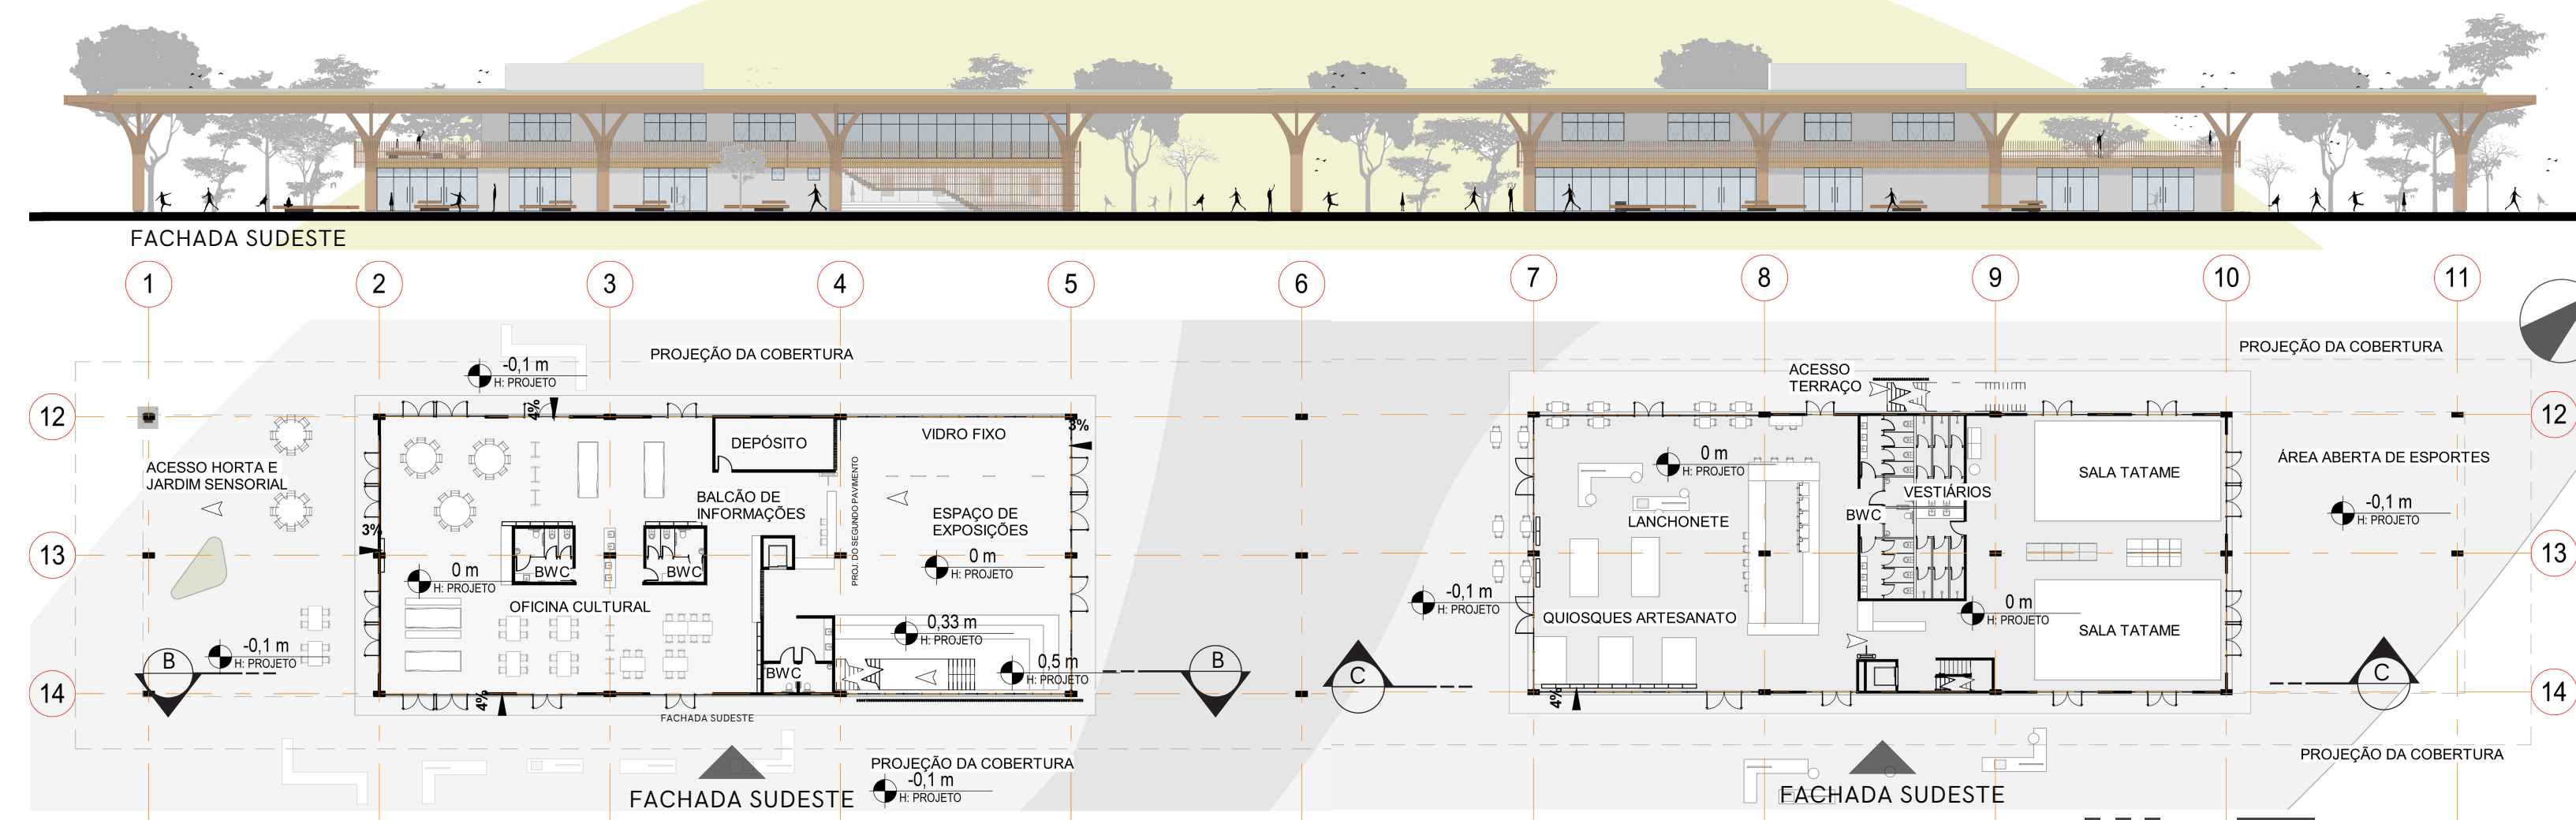 FACHADA SUDESTE
1
2
3
4
5
6
7
8
9
10
11
PROJEÇÃO DA COBERTURA
PROJEÇÃO DA COBERTURA
-0,1 m
H: PROJETO
ACESSO
TERRAÇO
12
12
4%
3%
DEPÓSITO
VIDRO FIXO
ACESSO HORTA E
JARDIM SENSORIAL
BALCÃO DE
INFORMAÇÕES
PROJ. DO SEGUNDO PAVIMENTO
ESPAÇO DE
EXPOSIÇÕES
0 m
H: PROJETO
LANCHONETE
VESTIÁRIOS
BWC
SALA TATAME
ÁREA ABERTA DE ESPORTES
-0,1 m
H: PROJETO
13
13
3%
0 m
H: PROJETO
BWC
BWC
0 m
H: PROJETO
OFICINA CULTURAL
-0,1 m
H: PROJETO
QUIOSQUES ARTESANATO
0 m
H: PROJETO
SALA TATAME
0,33 m
H: PROJETO
-0,1 m
H: PROJETO
B
BWC
0,5 m
H: PROJETO
B
C
C
14
14
4%
4%
FACHADA SUDESTE
PROJEÇÃO DA COBERTURA
-0,1 m
H: PROJETO
PROJEÇÃO DA COBERTURA
FACHADA SUDESTE
FACHADA SUDESTE